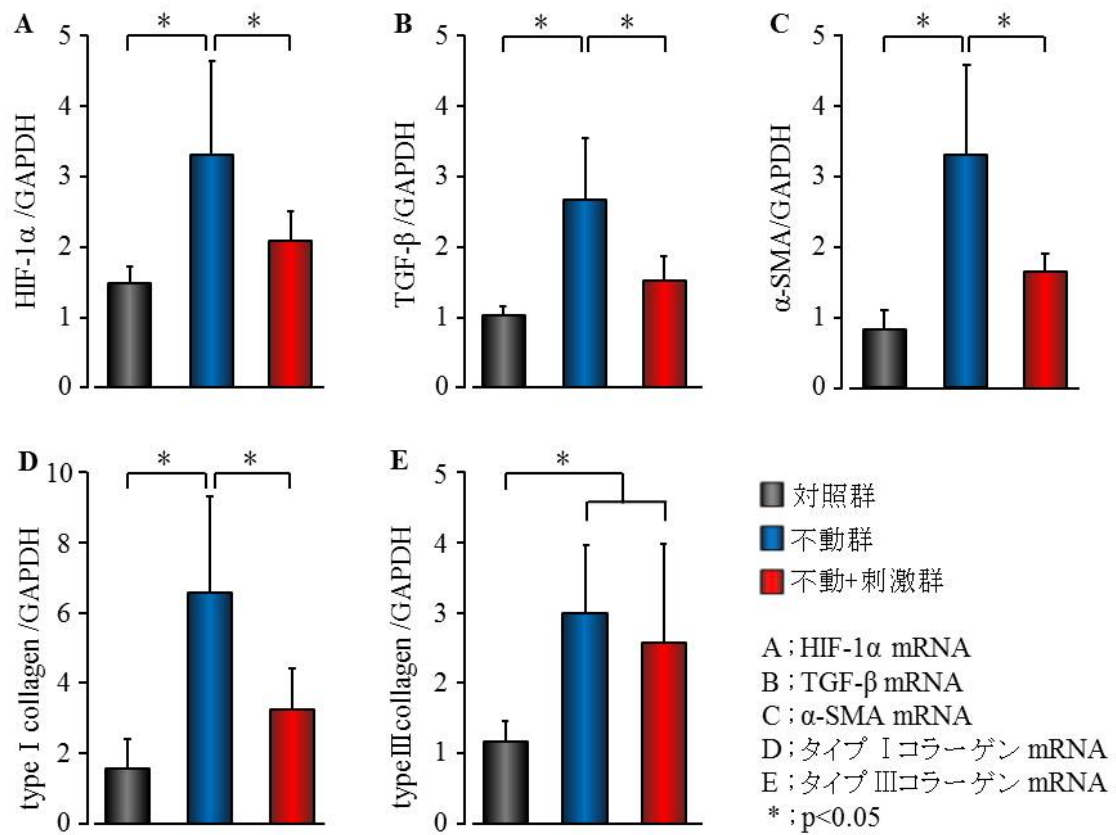 A
*
*
5
4
3
2
1
0
HIF-1α /GAPDH
B
*
*
5
4
3
2
1
0
TGF-β /GAPDH
C
*
*
5
4
3
2
1
0
α-SMA/GAPDH
D
*
*
10
8
6
4
2
0
type I collagen /GAPDH
E
*
5
4
3
2
1
0
typeⅢcollagen /GAPDH
対照群
不動群
不動+刺激群
A ; HIF-1α mRNA
B ; TGF-β mRNA
C ; α-SMA mRNA
D ; タイプ Ⅰコラーゲン mRNA
E ; タイプ Ⅲコラーゲン mRNA
* ; p<0.05